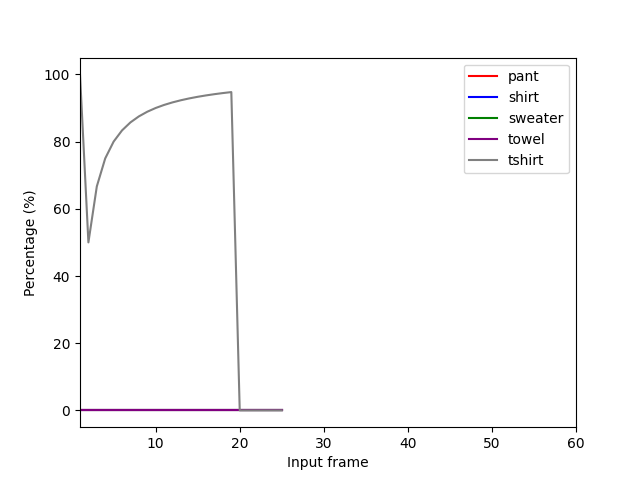 pant
shirt
sweater
towel
tshirt
Percentage (%)
100
80
60
40
20
0
10 20 30 40 50 60
Input frame